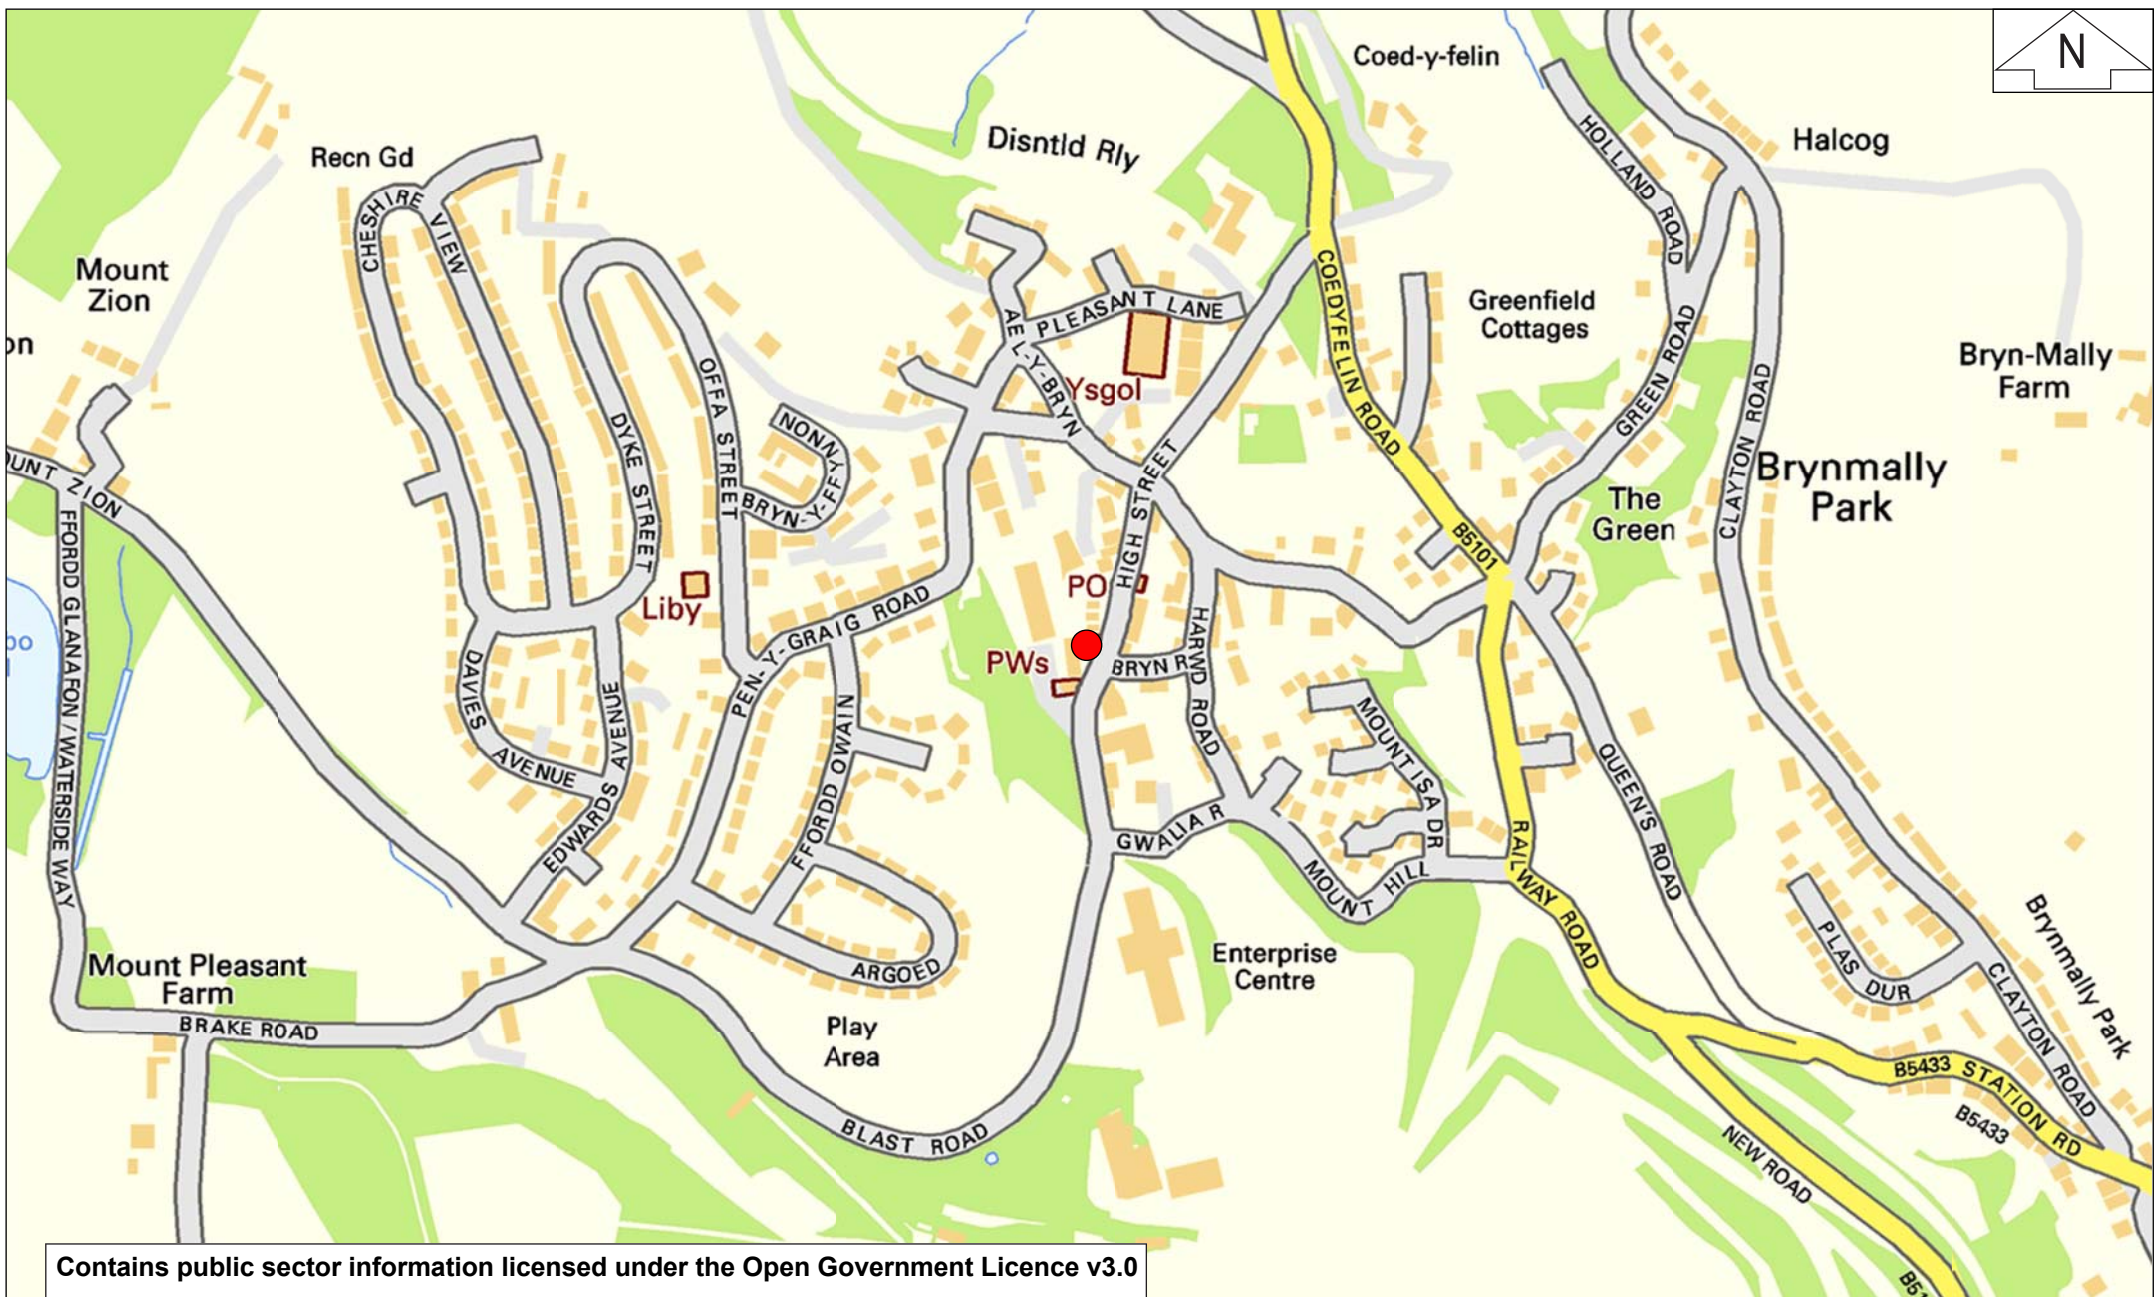 N
Coed-y-felin
Disntld Rly
HOLLAND ROAD
Halcog
Recn Gd
CHESHIRE VIEW
Mount
Zion
on
COEDYFELIN ROAD
Greenfield
Cottages
PLEASANT LANE
AEL-Y-BRYN
Ysgol
GREEN ROAD
Bryn-Mally
Farm
OFFA STREET
DYKE STREET
NONNY
BRYN-Y-FF
CLAYTON ROAD
Brynmally
Park
OUNT ZION
The
Green
B5101
HIGH STREET
PO
Liby
FFORDD GLANAFON / WATERSIDE WAY
PEN-Y-GRAIG ROAD
PWs
BRYN R
HARWD ROAD
DAVIES AVENUE
EDWARDS AVENUE
FFORDD OWAIN
MOUNT ISA DR
QUEEN'S ROAD
GWALIA R
MOUNT HILL
RAILWAY ROAD
Enterprise
Centre
ARGOED
PLAS DUR
Brynmally Park
CLAYTON ROAD
Mount Pleasant
Farm
BRAKE ROAD
Play
Area
BLAST ROAD
B5433 STATION RD
B5433
NEW ROAD
B51
Contains public sector information licensed under the Open Government Licence v3.0